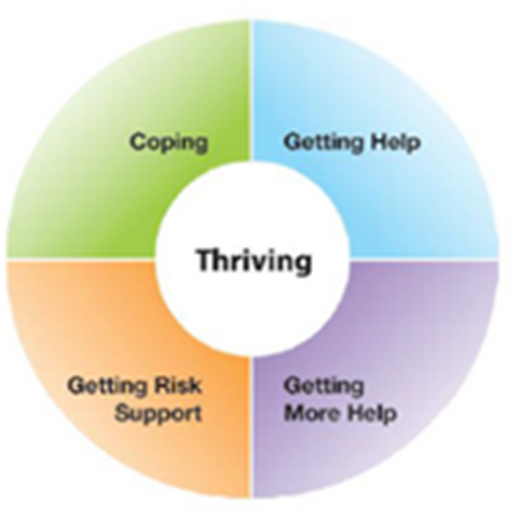 Coping
Getting Help
Thriving
Getting Risk
Support
Getting
More Help